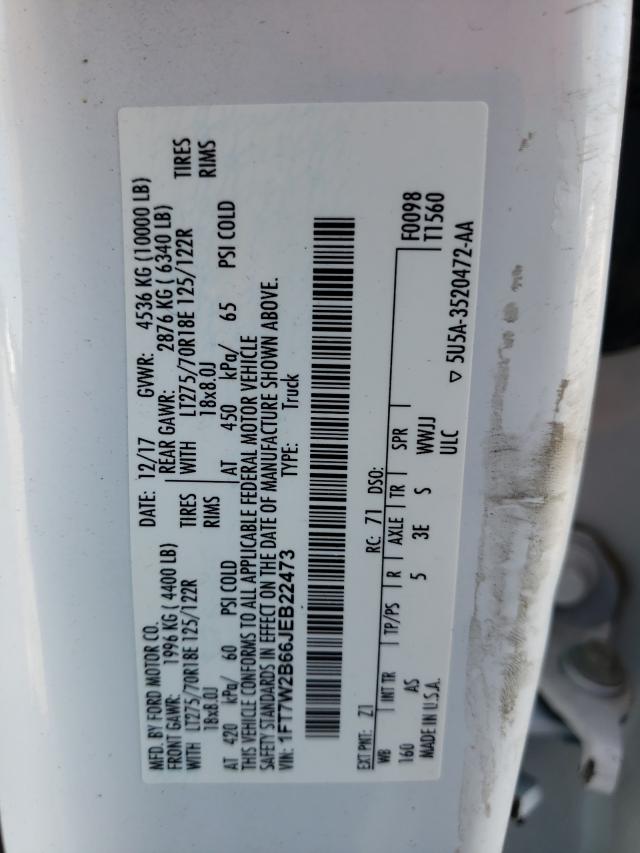 MFD. BY FORD MOTOR CO.
DATE: 12/17 GVWR: 4536 KG (10000 LB)
FRONT GAWR: 1996 KG ( 4400 LB) REAR GAWR: 2876 KG ( 6340 LB)
WITH LT275/70R18E 125/122R TIRES WITH LT275/70R18E 125/122R TIRES
18x8.0J RIMS 18x8.0J RIMS
AT 420 kPa/ 60 PSI COLD AT 450 kPa/ 65 PSI COLD
THIS VEHICLE CONFORMS TO ALL APPLICABLE FEDERAL MOTOR VEHICLE
SAFETY STANDARDS IN EFFECT ON THE DATE OF MANUFACTURE SHOWN ABOVE.
VIN: 1FT7W2B66JEB22473 TYPE: Truck
EXT PNT: Z1 RC: 71 DSO: F0098
WB INT TR TP/PS R AXLE TR SPR T1560
160 AS 5 3E S WWJJ
MADE IN U.S.A. ULC ▽ 5U5A-3520472-AA